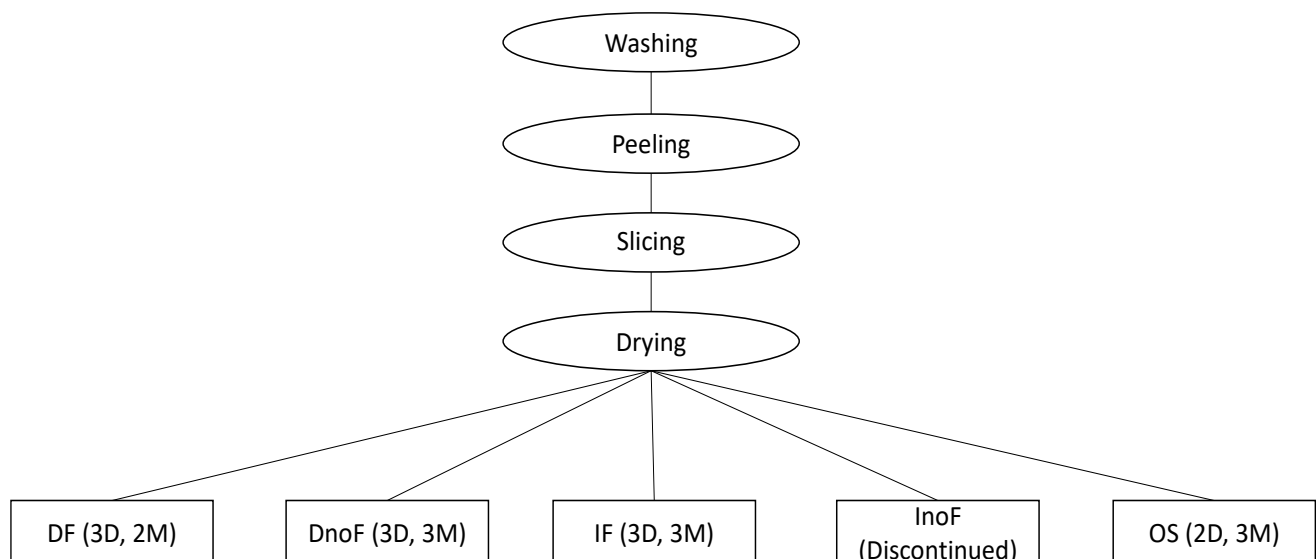 Washing
Peeling
Slicing
Drying
DF (3D, 2M)
DnoF (3D, 3M)
IF (3D, 3M)
InoF
(Discontinued)
OS (2D, 3M)